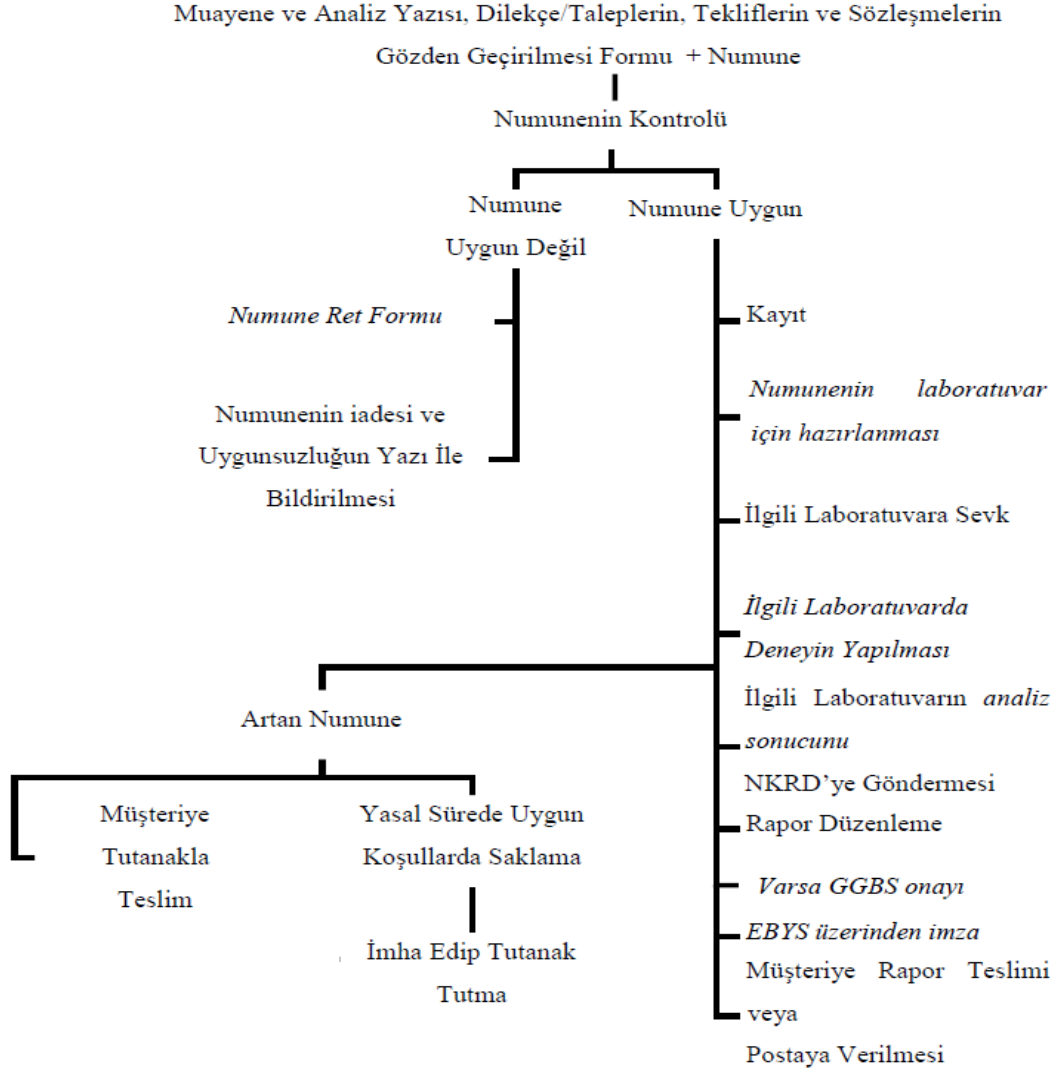 Muayene ve Analiz Yazısı, Dilekçe/Taleplerin, Tekliflerin ve Sözleşmelerin
Gözden Geçirilmesi Formu + Numune
Numunenin Kontrolü
Numune
Uygun Değil
Numune Uygun
Numune Ret Formu
Numunenin iadesi ve
Uygunsuzluğun Yazı İle
Bildirilmesi
Kayıt
Numunenin laboratuvar
için hazırlanması
İlgili Laboratuvara Sevk
İlgili Laboratuvarda
Deneyin Yapılması
İlgili Laboratuvarın analiz
sonucunu
NKRD’ye Göndermesi
Rapor Düzenleme
Varsa GGBS onayı
EBYS üzerinden imza
Müşteriye Rapor Teslimi
veya
Postaya Verilmesi
Artan Numune
Müşteriye
Tutanakla
Teslim
Yasal Sürede Uygun
Koşullarda Saklama
İmha Edip Tutanak
Tutma